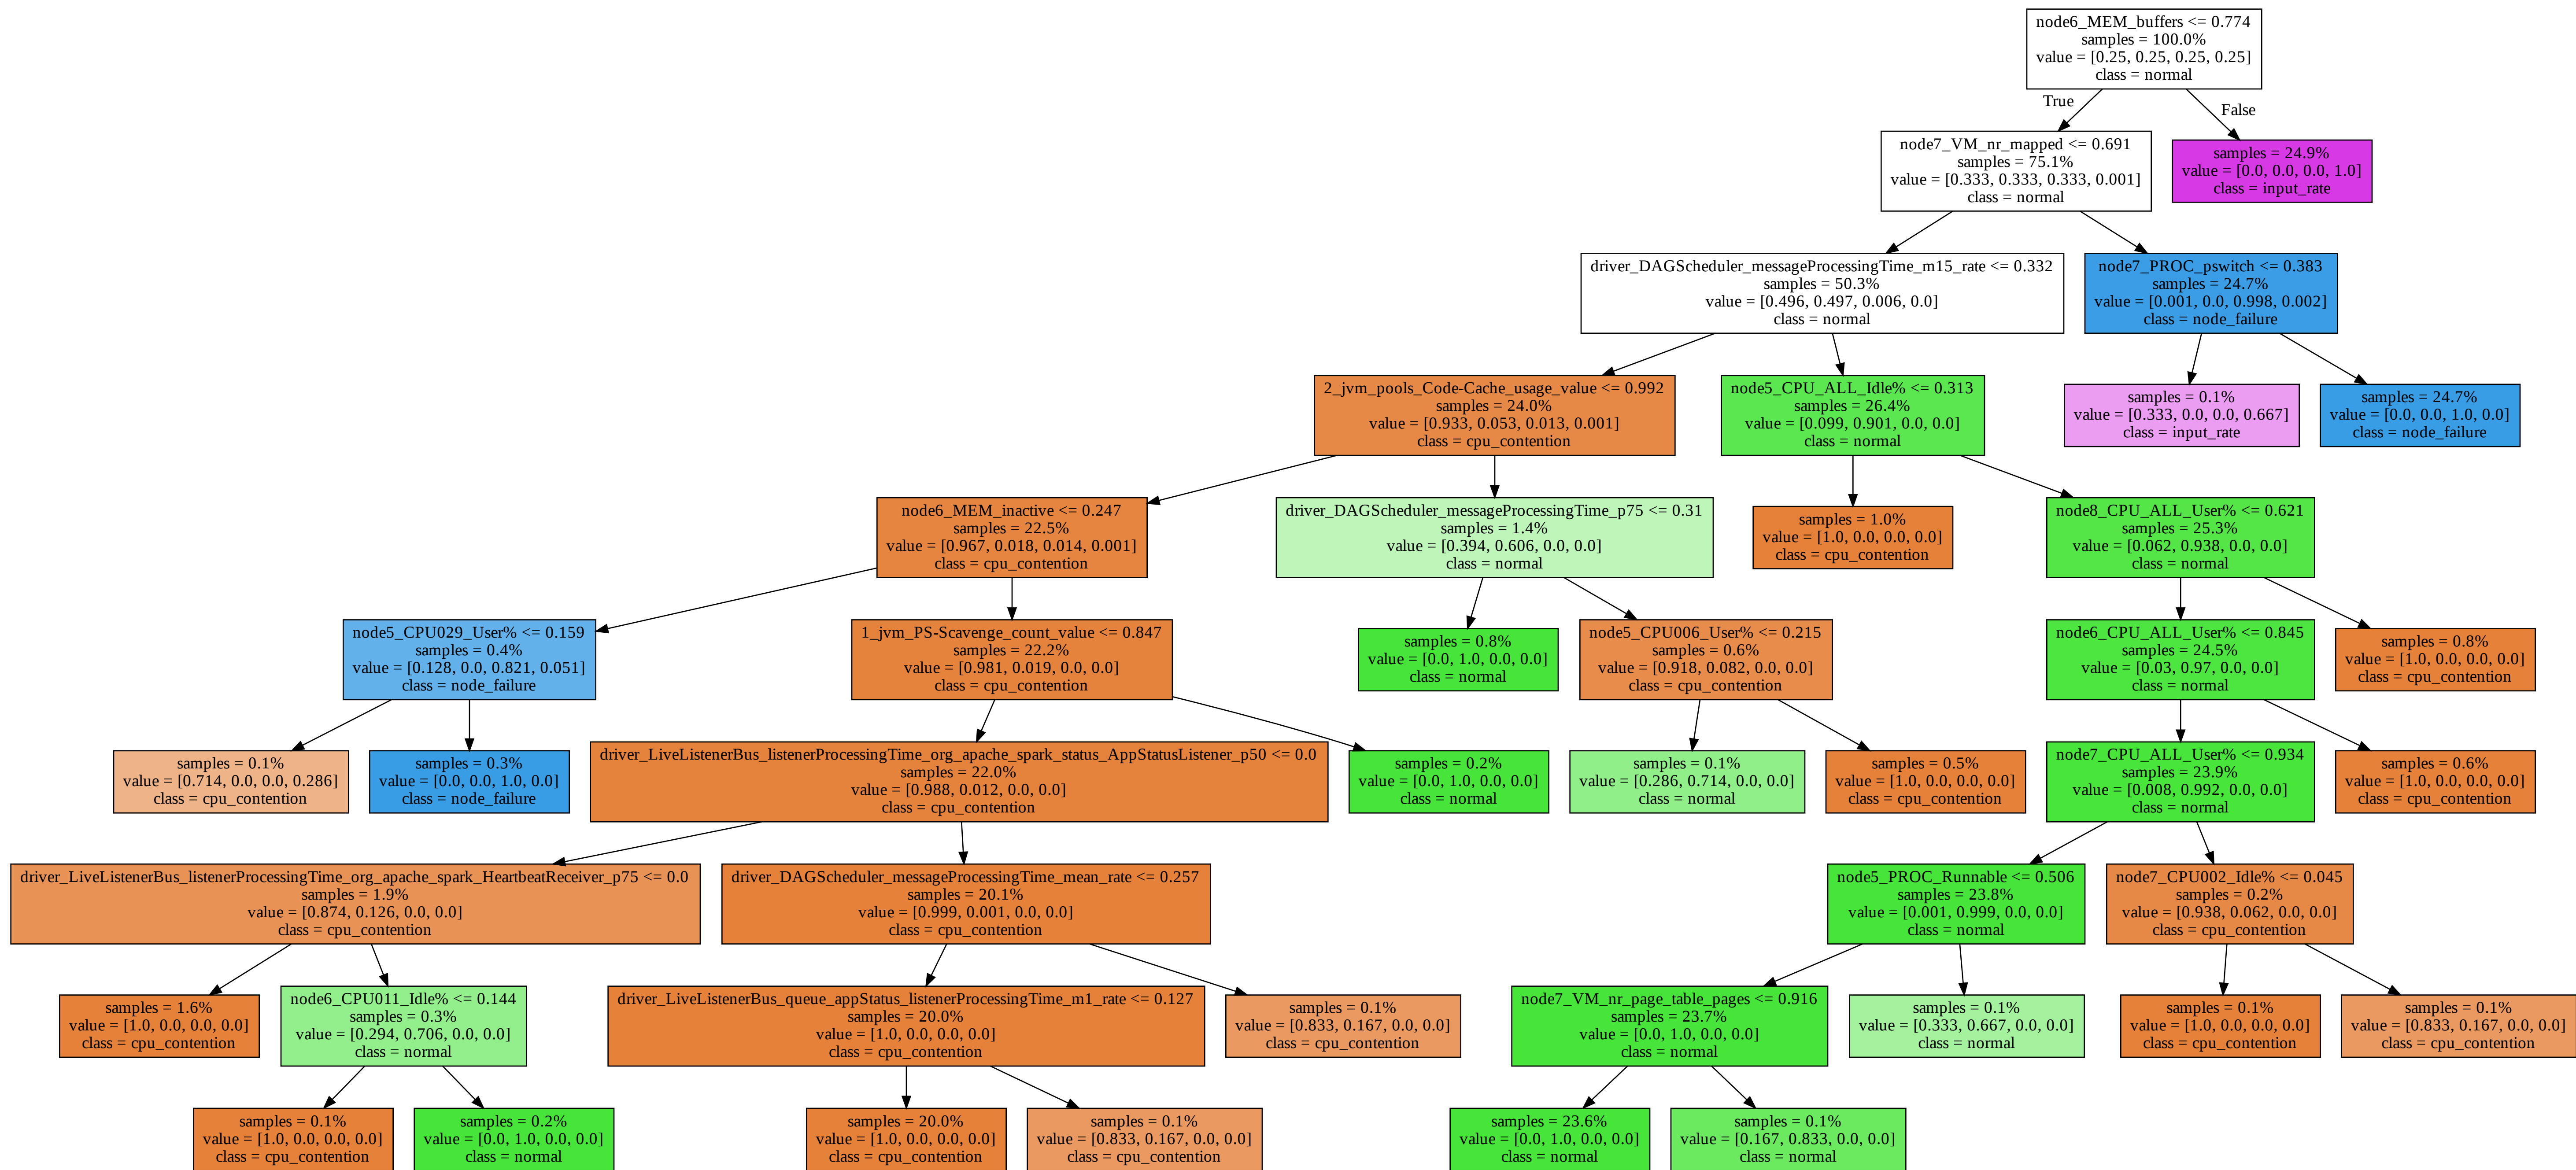 node6_MEM_buffers <= 0.774
samples = 100.0%
value = [0.25, 0.25, 0.25, 0.25]
class = normal
True
False
node7_VM_nr_mapped <= 0.691
samples = 75.1%
value = [0.333, 0.333, 0.333, 0.001]
class = normal
samples = 24.9%
value = [0.0, 0.0, 0.0, 1.0]
class = input_rate
driver_DAGScheduler_messageProcessingTime_m15_rate <= 0.332
samples = 50.3%
value = [0.496, 0.497, 0.006, 0.0]
class = normal
node7_PROC_pswitch <= 0.383
samples = 24.7%
value = [0.001, 0.0, 0.998, 0.002]
class = node_failure
2_jvm_pools_Code-Cache_usage_value <= 0.992
samples = 24.0%
value = [0.933, 0.053, 0.013, 0.001]
class = cpu_contention
node5_CPU_ALL_Idle% <= 0.313
samples = 26.4%
value = [0.099, 0.901, 0.0, 0.0]
class = normal
samples = 0.1%
value = [0.333, 0.0, 0.0, 0.667]
class = input_rate
samples = 24.7%
value = [0.0, 0.0, 1.0, 0.0]
class = node_failure
node6_MEM_inactive <= 0.247
samples = 22.5%
value = [0.967, 0.018, 0.014, 0.001]
class = cpu_contention
driver_DAGScheduler_messageProcessingTime_p75 <= 0.31
samples = 1.4%
value = [0.394, 0.606, 0.0, 0.0]
class = normal
samples = 1.0%
value = [1.0, 0.0, 0.0, 0.0]
class = cpu_contention
node8_CPU_ALL_User% <= 0.621
samples = 25.3%
value = [0.062, 0.938, 0.0, 0.0]
class = normal
node5_CPU029_User% <= 0.159
samples = 0.4%
value = [0.128, 0.0, 0.821, 0.051]
class = node_failure
1_jvm_PS-Scavenge_count_value <= 0.847
samples = 22.2%
value = [0.981, 0.019, 0.0, 0.0]
class = cpu_contention
samples = 0.8%
value = [0.0, 1.0, 0.0, 0.0]
class = normal
node5_CPU006_User% <= 0.215
samples = 0.6%
value = [0.918, 0.082, 0.0, 0.0]
class = cpu_contention
node6_CPU_ALL_User% <= 0.845
samples = 24.5%
value = [0.03, 0.97, 0.0, 0.0]
class = normal
samples = 0.8%
value = [1.0, 0.0, 0.0, 0.0]
class = cpu_contention
samples = 0.1%
value = [0.714, 0.0, 0.0, 0.286]
class = cpu_contention
samples = 0.3%
value = [0.0, 0.0, 1.0, 0.0]
class = node_failure
driver_LiveListenerBus_listenerProcessingTime_org_apache_spark_status_AppStatusListener_p50 <= 0.0
samples = 22.0%
value = [0.988, 0.012, 0.0, 0.0]
class = cpu_contention
samples = 0.2%
value = [0.0, 1.0, 0.0, 0.0]
class = normal
samples = 0.1%
value = [0.286, 0.714, 0.0, 0.0]
class = normal
samples = 0.5%
value = [1.0, 0.0, 0.0, 0.0]
class = cpu_contention
node7_CPU_ALL_User% <= 0.934
samples = 23.9%
value = [0.008, 0.992, 0.0, 0.0]
class = normal
samples = 0.6%
value = [1.0, 0.0, 0.0, 0.0]
class = cpu_contention
driver_LiveListenerBus_listenerProcessingTime_org_apache_spark_HeartbeatReceiver_p75 <= 0.0
samples = 1.9%
value = [0.874, 0.126, 0.0, 0.0]
class = cpu_contention
driver_DAGScheduler_messageProcessingTime_mean_rate <= 0.257
samples = 20.1%
value = [0.999, 0.001, 0.0, 0.0]
class = cpu_contention
node5_PROC_Runnable <= 0.506
samples = 23.8%
value = [0.001, 0.999, 0.0, 0.0]
class = normal
node7_CPU002_Idle% <= 0.045
samples = 0.2%
value = [0.938, 0.062, 0.0, 0.0]
class = cpu_contention
samples = 1.6%
value = [1.0, 0.0, 0.0, 0.0]
class = cpu_contention
node6_CPU011_Idle% <= 0.144
samples = 0.3%
value = [0.294, 0.706, 0.0, 0.0]
class = normal
driver_LiveListenerBus_queue_appStatus_listenerProcessingTime_m1_rate <= 0.127
samples = 20.0%
value = [1.0, 0.0, 0.0, 0.0]
class = cpu_contention
samples = 0.1%
value = [0.833, 0.167, 0.0, 0.0]
class = cpu_contention
node7_VM_nr_page_table_pages <= 0.916
samples = 23.7%
value = [0.0, 1.0, 0.0, 0.0]
class = normal
samples = 0.1%
value = [0.333, 0.667, 0.0, 0.0]
class = normal
samples = 0.1%
value = [1.0, 0.0, 0.0, 0.0]
class = cpu_contention
samples = 0.1%
value = [0.833, 0.167, 0.0, 0.0]
class = cpu_contention
samples = 0.1%
value = [1.0, 0.0, 0.0, 0.0]
class = cpu_contention
samples = 0.2%
value = [0.0, 1.0, 0.0, 0.0]
class = normal
samples = 20.0%
value = [1.0, 0.0, 0.0, 0.0]
class = cpu_contention
samples = 0.1%
value = [0.833, 0.167, 0.0, 0.0]
class = cpu_contention
samples = 23.6%
value = [0.0, 1.0, 0.0, 0.0]
class = normal
samples = 0.1%
value = [0.167, 0.833, 0.0, 0.0]
class = normal